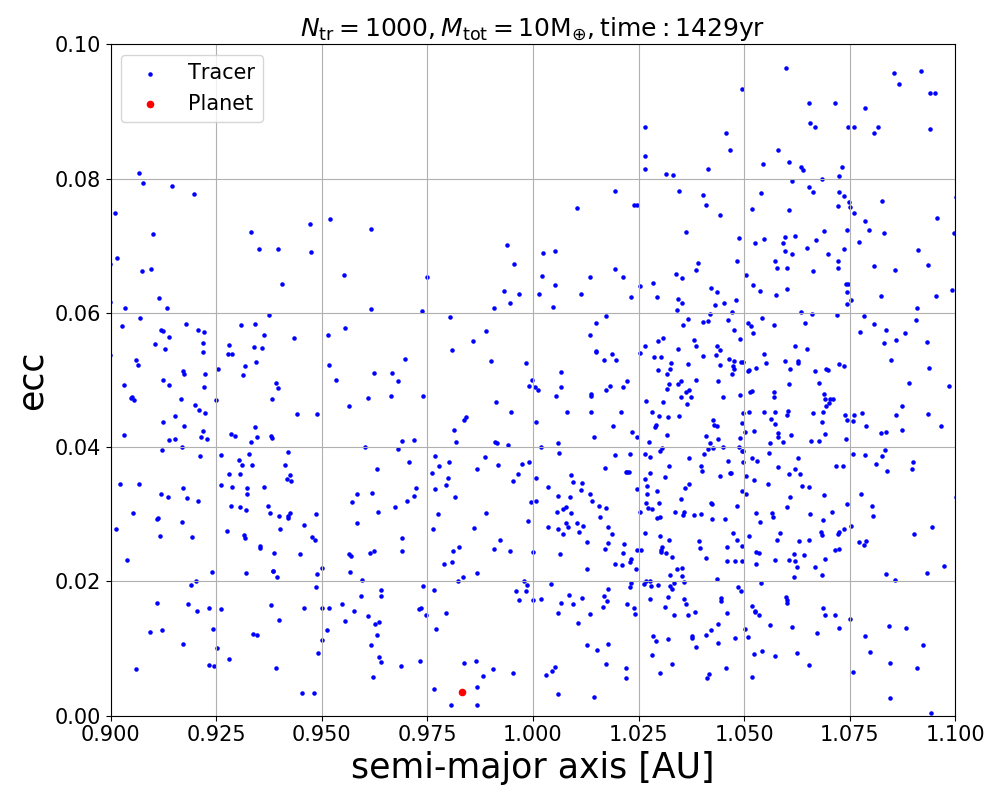 N_tr = 1000, M_tot = 10M_⊕, time : 1429yr
Tracer
Planet
ecc
0.10
0.08
0.06
0.04
0.02
0.00
0.900 0.925 0.950 0.975 1.000 1.025 1.050 1.075 1.100
semi-major axis [AU]